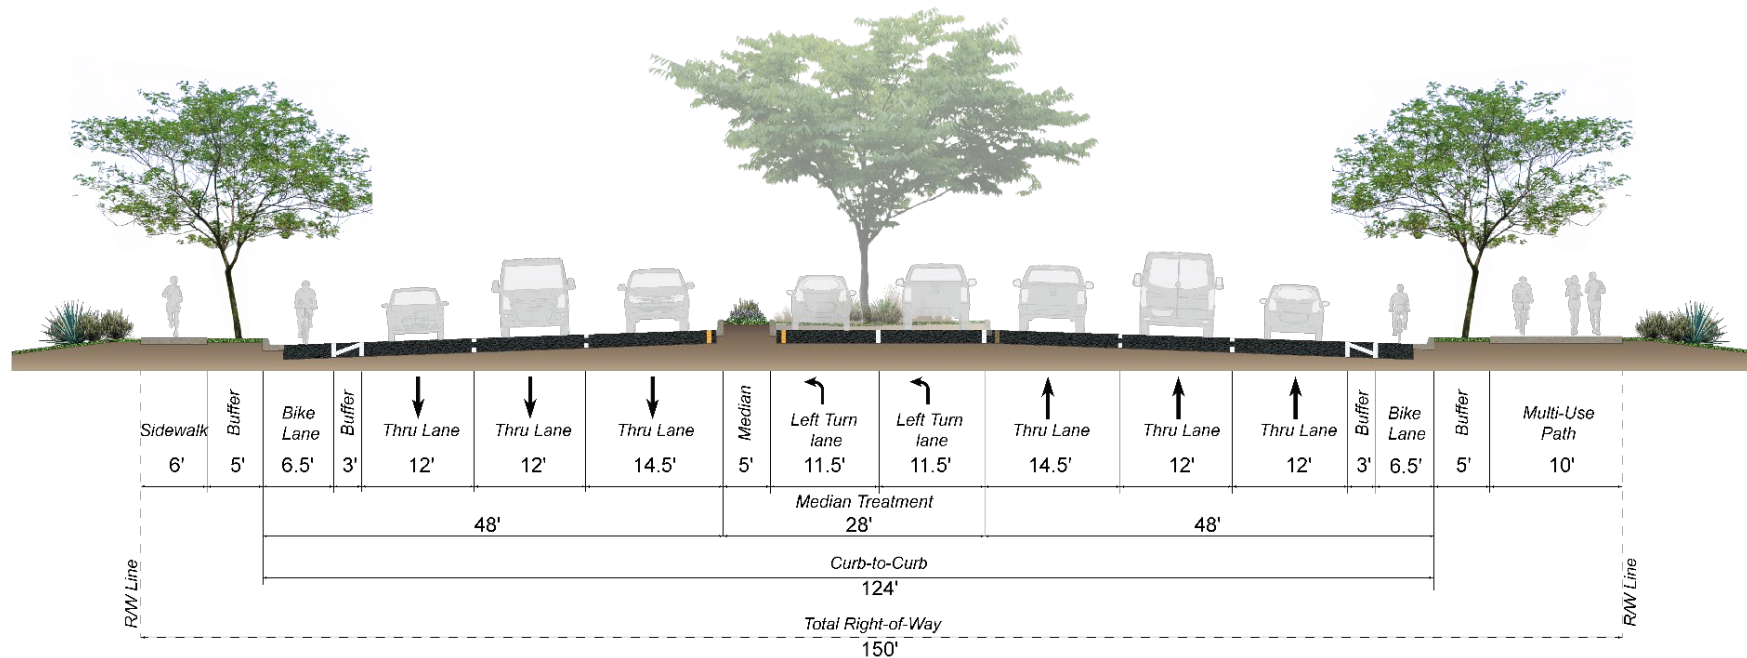 Sidewalk
6'
Buffer
5'
Bike
Lane
6.5'
Buffer
3'
Thru Lane
12'
Thru Lane
12'
Thru Lane
14.5'
Median
5'
Left Turn
lane
11.5'
Left Turn
lane
11.5'
Thru Lane
14.5'
Thru Lane
12'
Thru Lane
12'
Buffer
3'
Bike
Lane
6.5'
Buffer
5'
Multi-Use
Path
10'
48'
Median Treatment
28'
48'
Curb-to-Curb
124'
R/W Line
Total Right-of-Way
150'
R/W Line